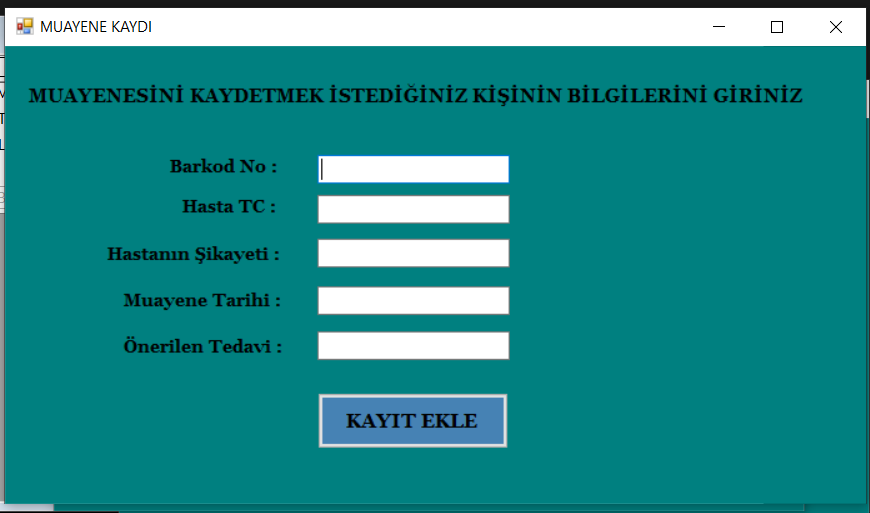 MUAYENE KAYDI
MUAYENESİNİ KAYDETMEK İSTEDİĞİNİZ KİŞİNİN BİLGİLERİNİ GİRİNİZ
Barkod No :
Hasta TC :
Hastanın Şikayeti :
Muayene Tarihi :
Önerilen Tedavi :
KAYIT EKLE